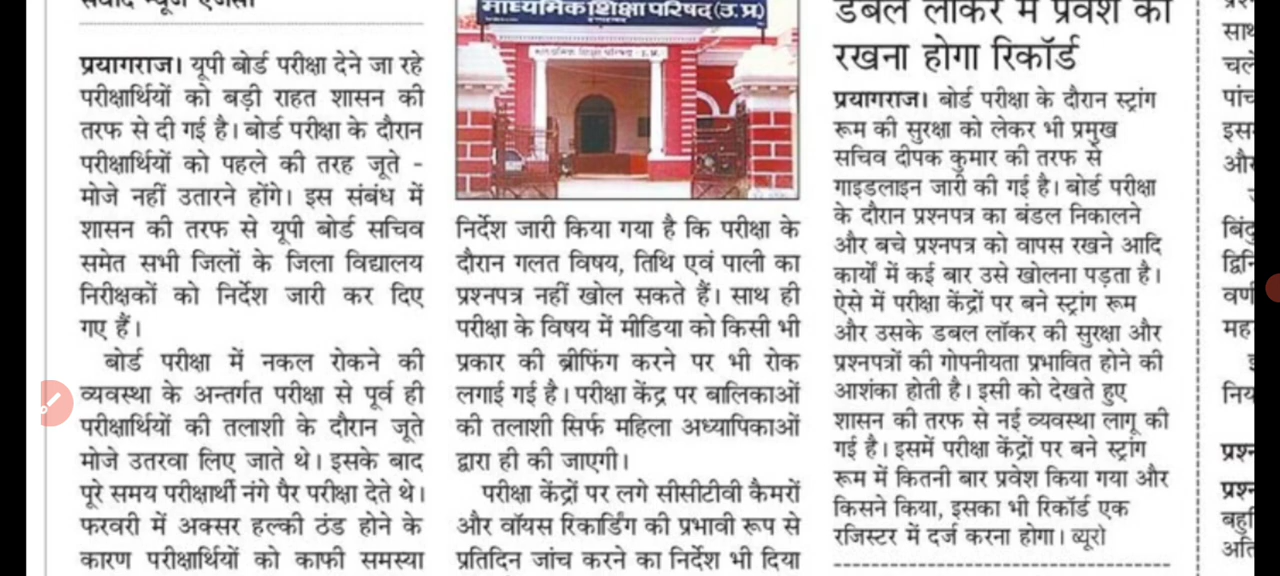 संवाद न्यूज एजेंसी
प्रयागराज। यूपी बोर्ड परीक्षा देने जा रहे
परीक्षार्थियों को बड़ी राहत शासन की
तरफ से दी गई है। बोर्ड परीक्षा के दौरान
परीक्षार्थियों को पहले की तरह जूते -
मोजे नहीं उतारने होंगे। इस संबंध में
शासन की तरफ से यूपी बोर्ड सचिव
समेत सभी जिलों के जिला विद्यालय
निरीक्षकों को निर्देश जारी कर दिए
गए हैं।
बोर्ड परीक्षा में नकल रोकने की
व्यवस्था के अन्तर्गत परीक्षा से पूर्व ही
परीक्षार्थियों की तलाशी के दौरान जूते
मोजे उतरवा लिए जाते थे। इसके बाद
पूरे समय परीक्षार्थी नंगे पैर परीक्षा देते थे।
फरवरी में अक्सर हल्की ठंड होने के
कारण परीक्षार्थियों को काफी समस्या
माध्यमिक शिक्षा परिषद् (उ.प्र.)
माध्यमिक शिक्षा परिषद - उ.प्र.
निर्देश जारी किया गया है कि परीक्षा के
दौरान गलत विषय, तिथि एवं पाली का
प्रश्नपत्र नहीं खोल सकते हैं। साथ ही
परीक्षा के विषय में मीडिया को किसी भी
प्रकार की ब्रीफिंग करने पर भी रोक
लगाई गई है। परीक्षा केंद्र पर बालिकाओं
की तलाशी सिर्फ महिला अध्यापिकाओं
द्वारा ही की जाएगी।
परीक्षा केंद्रों पर लगे सीसीटीवी कैमरों
और वॉयस रिकार्डिंग की प्रभावी रूप से
प्रतिदिन जांच करने का निर्देश भी दिया
डबल लॉकर में प्रवेश का
रखना होगा रिकॉर्ड
प्रयागराज। बोर्ड परीक्षा के दौरान स्ट्रांग
रूम की सुरक्षा को लेकर भी प्रमुख
सचिव दीपक कुमार की तरफ से
गाइडलाइन जारी की गई है। बोर्ड परीक्षा
के दौरान प्रश्नपत्र का बंडल निकालने
और बचे प्रश्नपत्र को वापस रखने आदि
कार्यों में कई बार उसे खोलना पड़ता है।
ऐसे में परीक्षा केंद्रों पर बने स्ट्रांग रूम
और उसके डबल लॉकर की सुरक्षा और
प्रश्नपत्रों की गोपनीयता प्रभावित होने की
आशंका होती है। इसी को देखते हुए
शासन की तरफ से नई व्यवस्था लागू की
गई है। इसमें परीक्षा केंद्रों पर बने स्ट्रांग
रूम में कितनी बार प्रवेश किया गया और
किसने किया, इसका भी रिकॉर्ड एक
रजिस्टर में दर्ज करना होगा। ब्यूरो